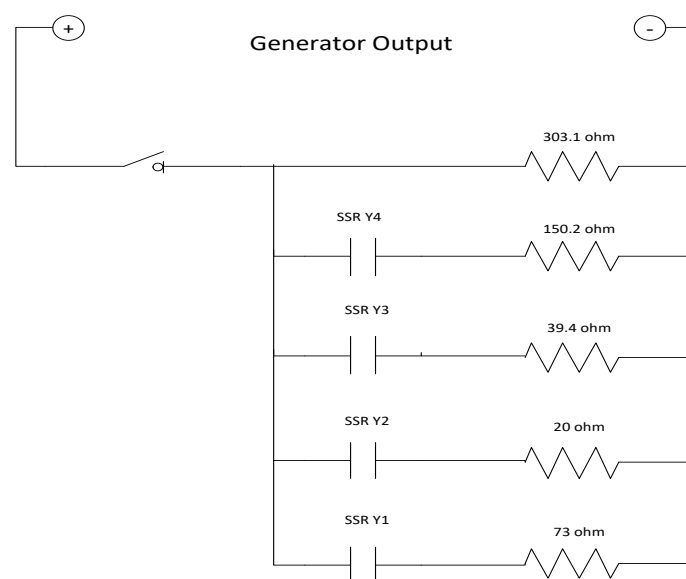 +
Generator Output
-
303.1 ohm
SSR Y4
150.2 ohm
SSR Y3
39.4 ohm
SSR Y2
20 ohm
SSR Y1
73 ohm